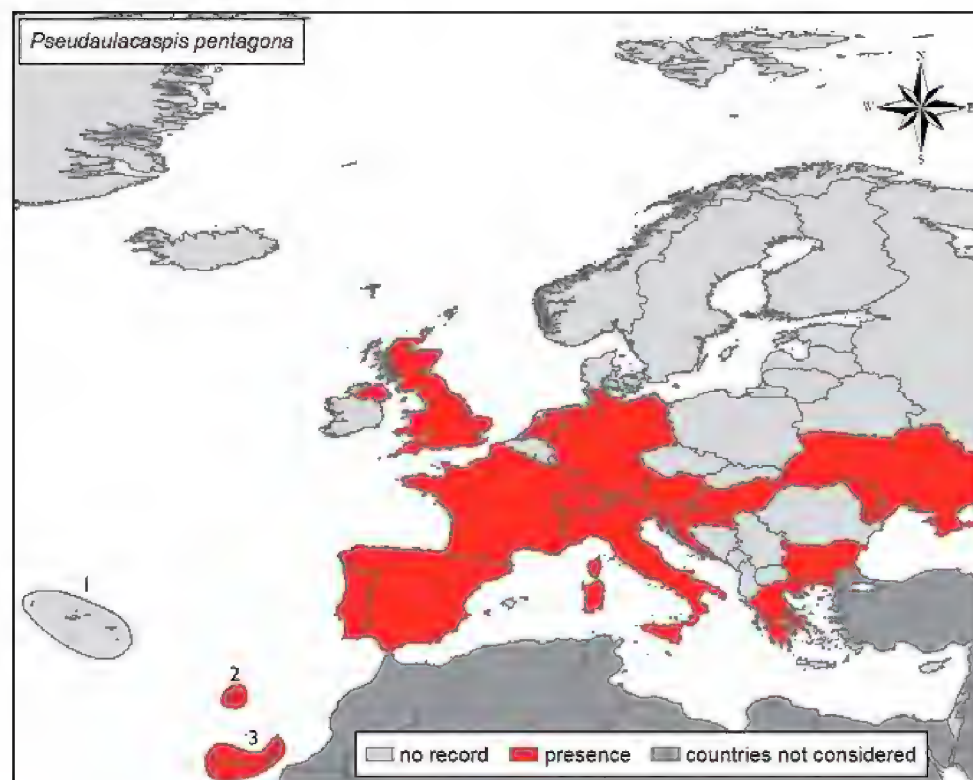 Pseudaulacaspis pentagona
N
W E
S
1
2
3
no record presence countries not considered